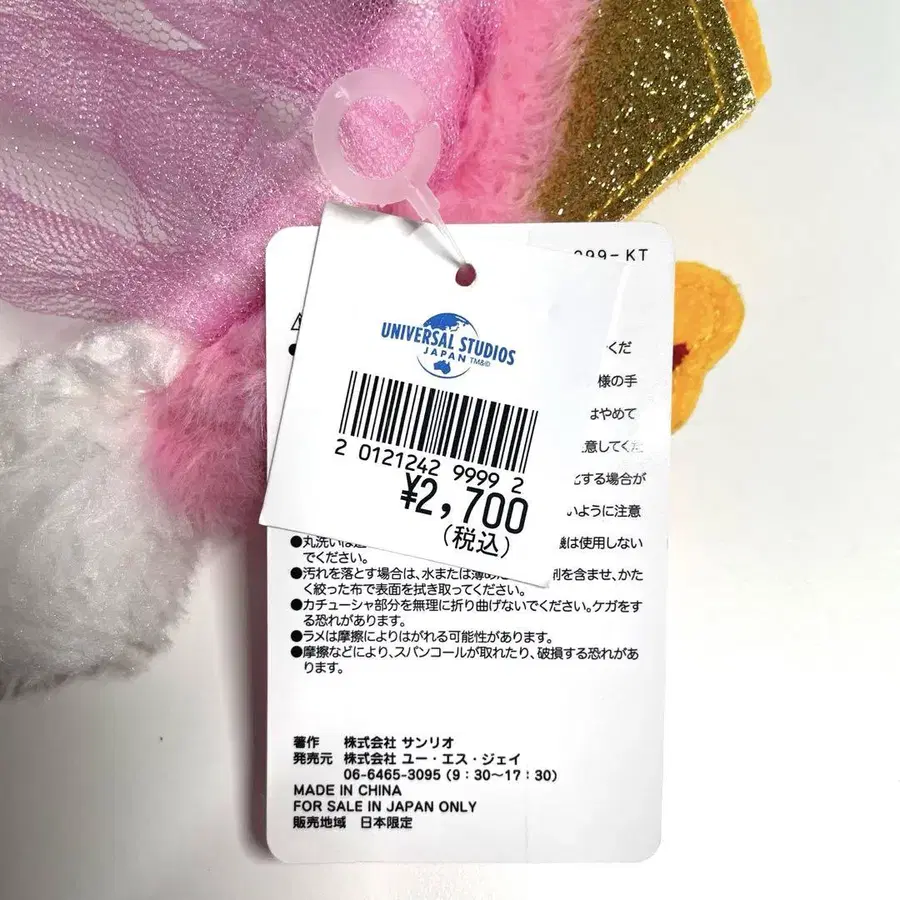 299-KT
UNIVERSAL STUDIOS
JAPAN TM&©
2 0121242 9999 2
¥2,700
(税込)
くだ
様の手
はやめて
意してくだ
とする場合が
いように注意
●丸洗いは 機は使用しない
でください。
●汚れを落とす場合は、水または薄めた 剤を含ませ、かた
く絞った布で表面を拭き取ってください。
●カチューシャ部分を無理に折り曲げないでください。ケガをす
る恐れがあります。
●ラメは摩擦によりはがれる可能性があります。
●摩擦などにより、スパンコールが取れたり、破損する恐れがあ
ります。
著作 株式会社 サンリオ
発売元 株式会社 ユー・エス・ジェイ
06-6465-3095(9:30〜17:30)
MADE IN CHINA
FOR SALE IN JAPAN ONLY
販売地域 日本限定